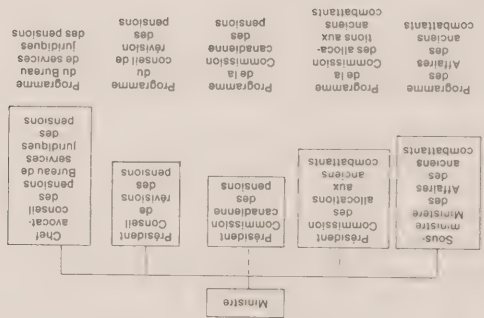 Ministre
Sous-
ministre
Ministère
des
Affaires
des
anciens
combattants
Président
Commission
des
allocations
aux
anciens
combattants
Président
Commission
canadienne
des
pensions
Président
Conseil
de
révisions
des
pensions
Chef
avocat-
conseil
des
pensions
Bureau de
services
juridiques
des
pensions
Programme
des
Affaires
des
anciens
combattants
Programme
de la
Commission
des alloca-
tions aux
anciens
combattants
Programme
de la
Commission
canadienne
des
pensions
Programme
du
conseil de
révision
des
pensions
Programme
du Bureau
de services
juridiques
des pensions